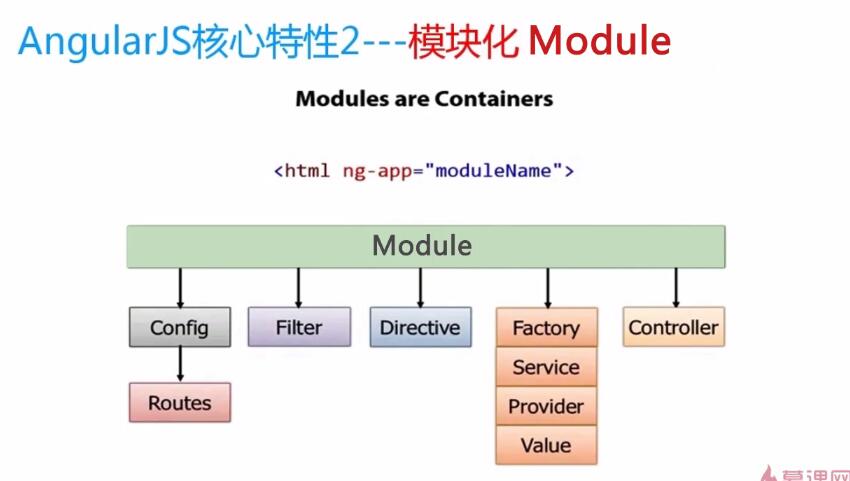 AngularJS核心特性2---模块化 Module
Modules are Containers
<html ng-app="moduleName">
Module
Config
Filter
Directive
Factory
Controller
Service
Routes
Provider
Value
慕课网